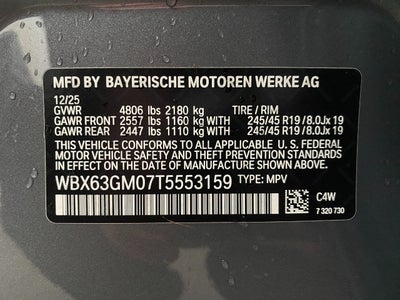 MFD BY BAYERISCHE MOTOREN WERKE AG
12/25
GVWR 4806 lbs 2180 kg TIRE / RIM
GAWR FRONT 2557 lbs 1160 kg WITH 245/45 R19 / 8.0Jx 19
GAWR REAR 2447 lbs 1110 kg WITH 245/45 R19 / 8.0Jx 19
THIS VEHICLE CONFORMS TO ALL APPLICABLE U.S. FEDERAL
MOTOR VEHICLE SAFETY, BUMPER, AND THEFT PREVENTION STANDARDS
IN EFFECT ON THE DATE OF MANUFACTURE SHOWN ABOVE.
WBX63GM07T5553159 TYPE: MPV
C4W
7 320 730